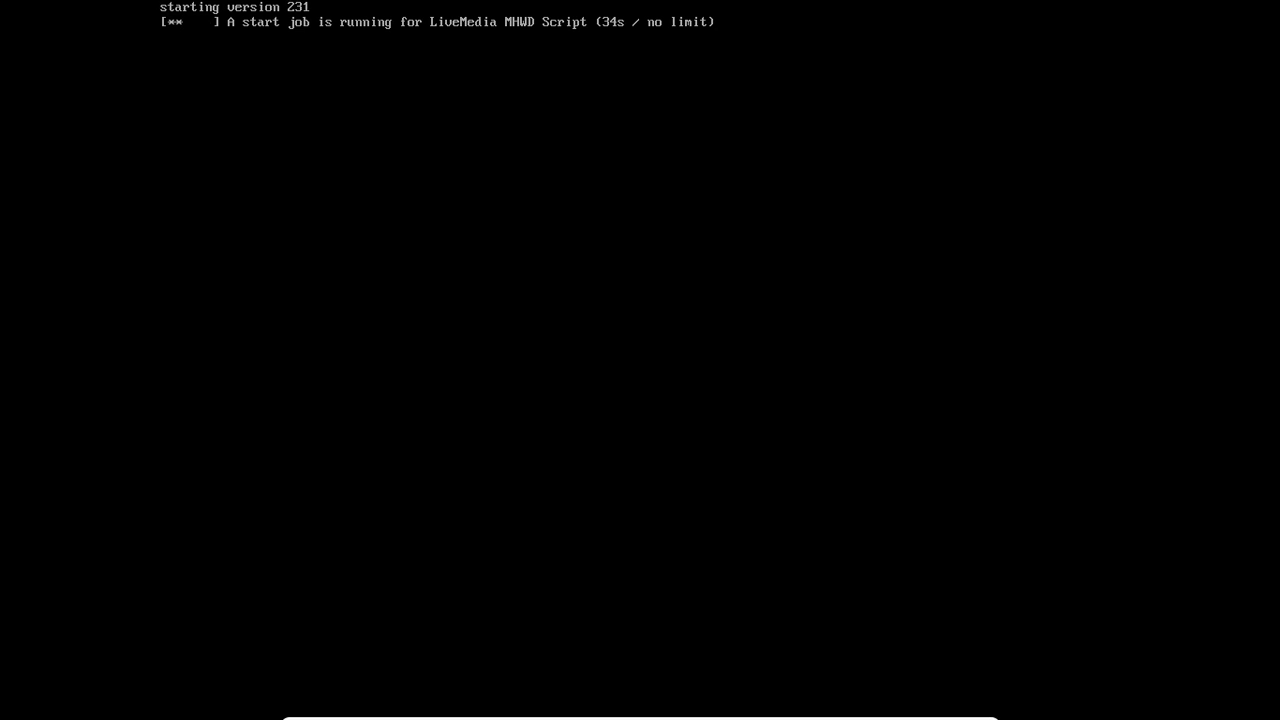 starting version 231
[**    ] A start job is running for LiveMedia MHWD Script (34s / no limit)